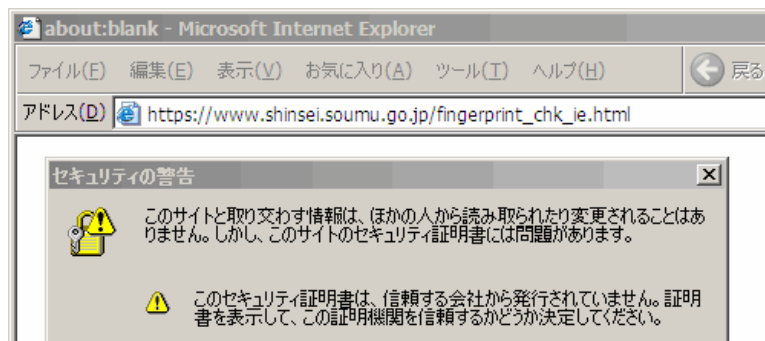 about:blank - Microsoft Internet Explorer
ファイル(F) 編集(E) 表示(V) お気に入り(A) ツール(T) ヘルプ(H) 戻る
アドレス(D) https://www.shinsei.soumu.go.jp/fingerprint_chk_ie.html
セキュリティの警告
このサイトと取り交わす情報は、ほかの人から読み取られたり変更されることはあ
りません。しかし、このサイトのセキュリティ証明書には問題があります。
このセキュリティ証明書は、信頼する会社から発行されていません。証明
書を表示して、この証明機関を信頼するかどうか決定してください。